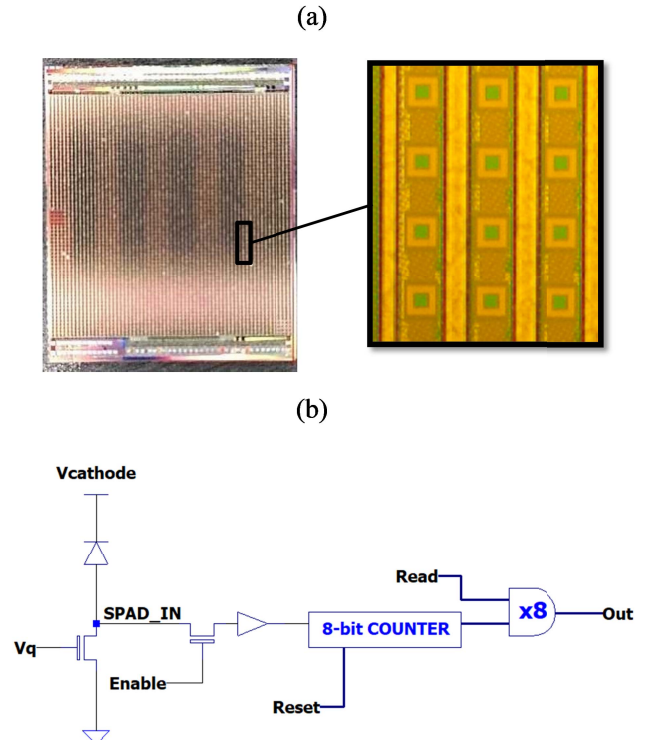 (a)
(b)
Vcathode
SPAD_IN
Vq
Enable
8-bit COUNTER
Reset
Read
x8
Out